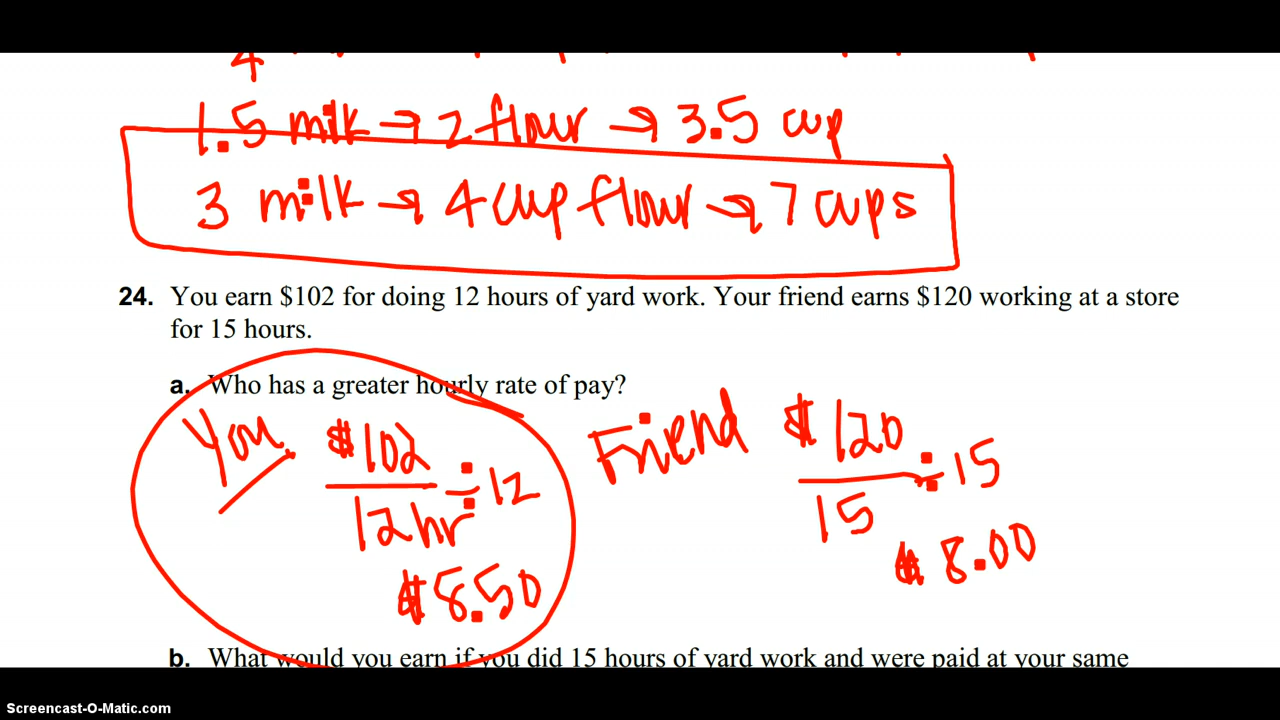 4
1.5 milk → 2 flour → 3.5 cup
3 milk → 4 cup flour → 7 cups
24. You earn $102 for doing 12 hours of yard work. Your friend earns $120 working at a store
for 15 hours.
a. Who has a greater hourly rate of pay?
You $102 ÷ 12 Friend $120 ÷ 15
12 hr 15
$8.50 $8.00
b. What would you earn if you did 15 hours of yard work and were paid at your same
Screencast-O-Matic.com